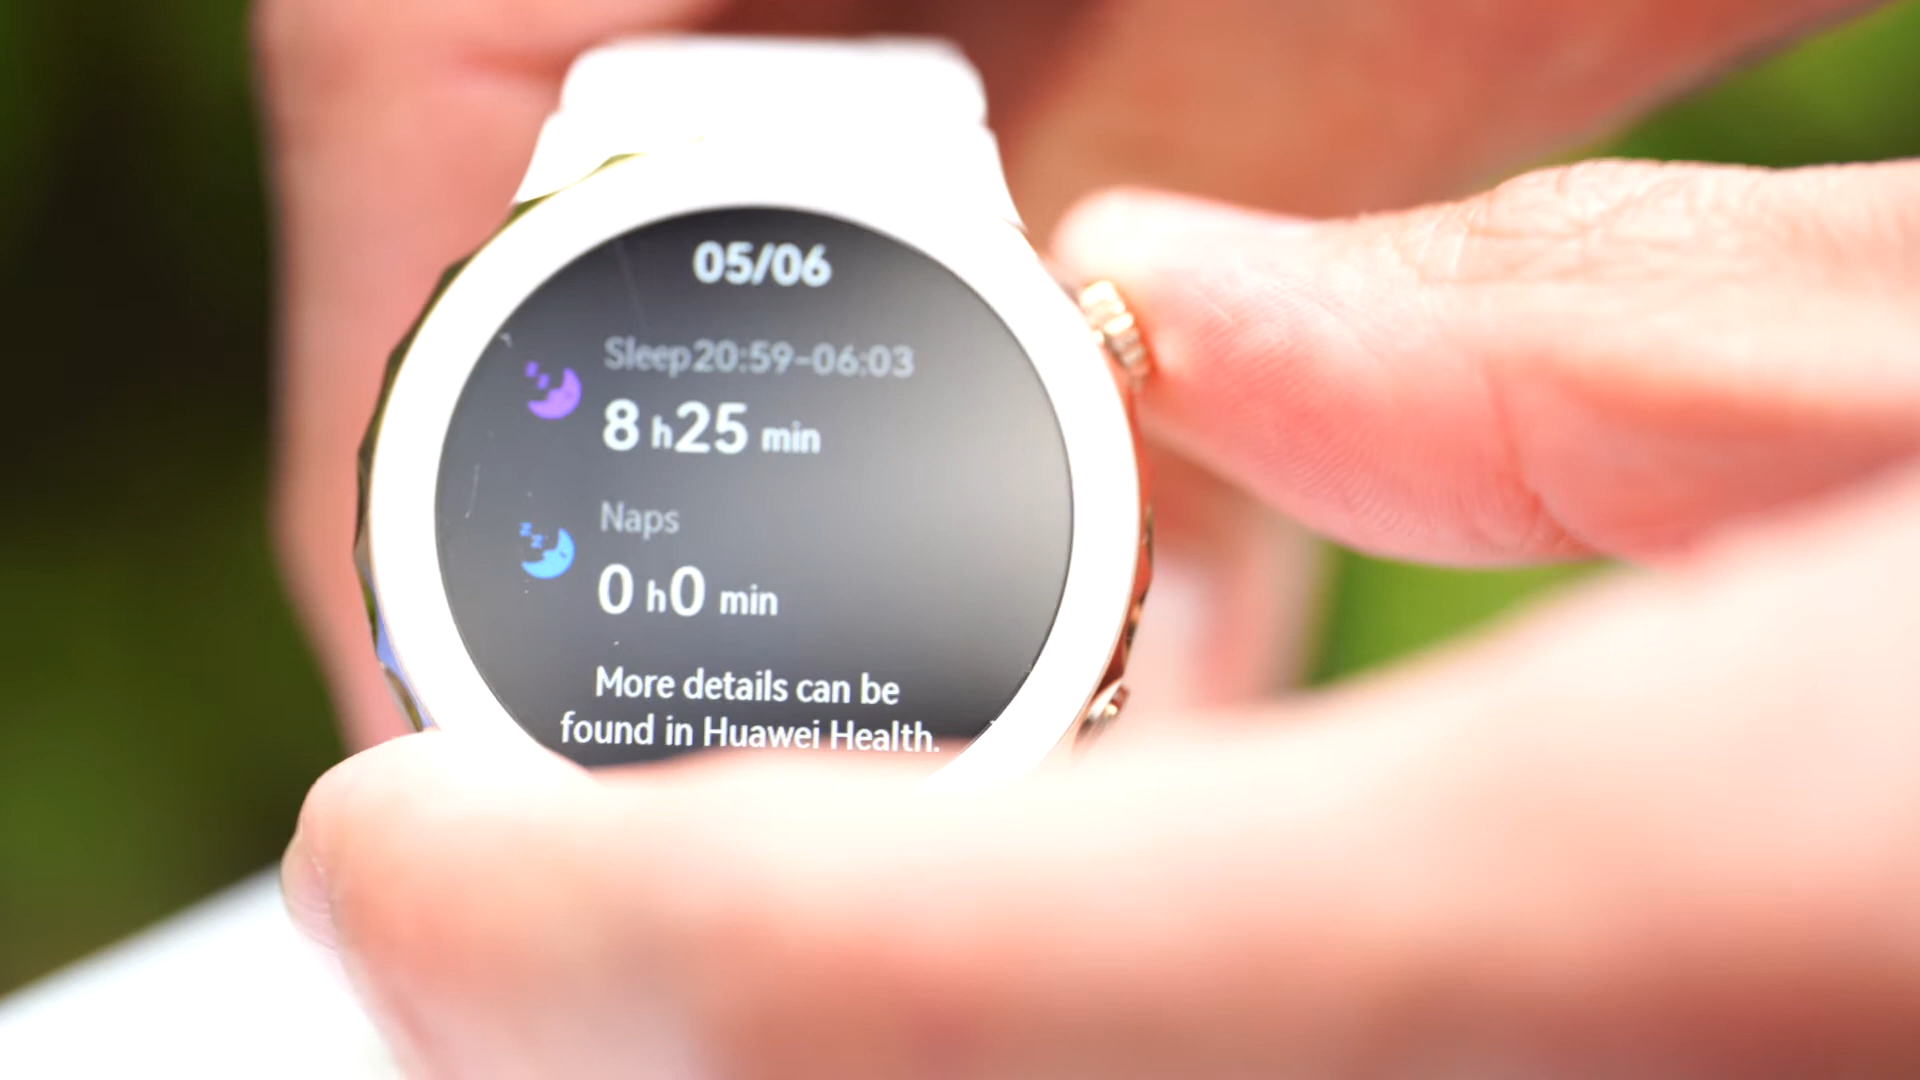 05/06
Sleep20:59-06:03
8 h25 min
Naps
0 h0 min
More details can be
found in Huawei Health.